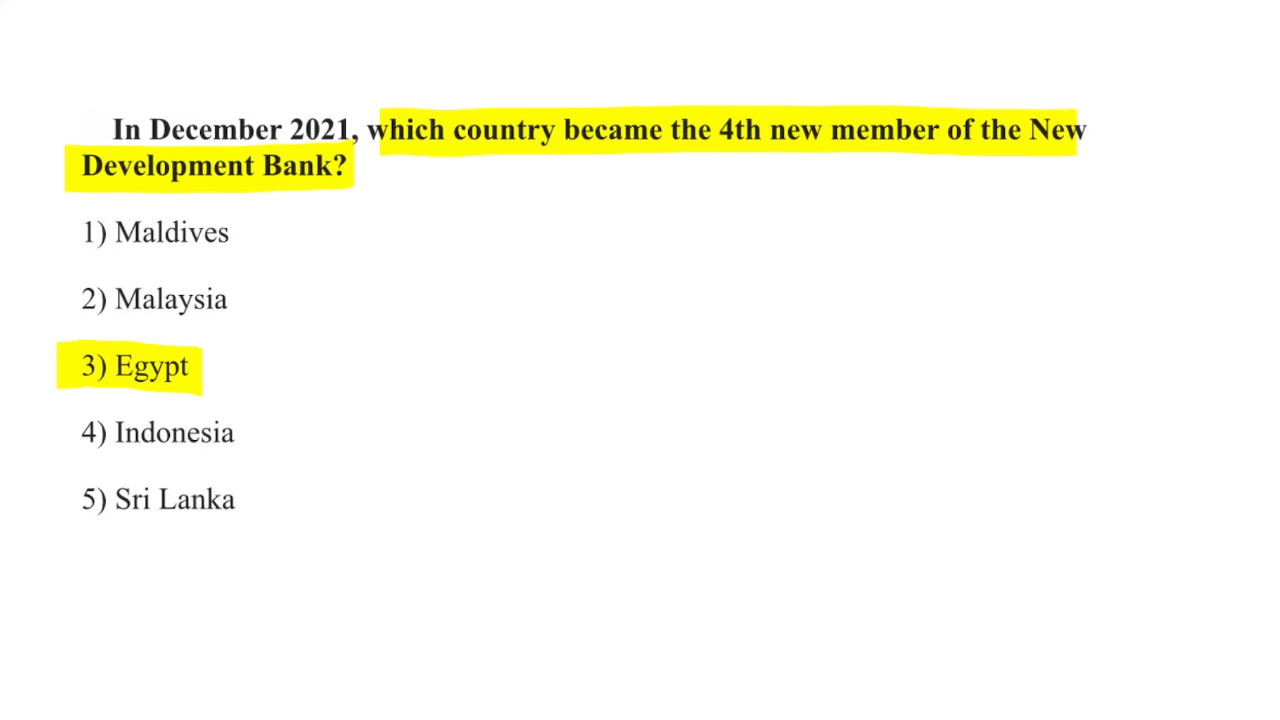 In December 2021, which country became the 4th new member of the New
Development Bank?
1) Maldives
2) Malaysia
3) Egypt
4) Indonesia
5) Sri Lanka